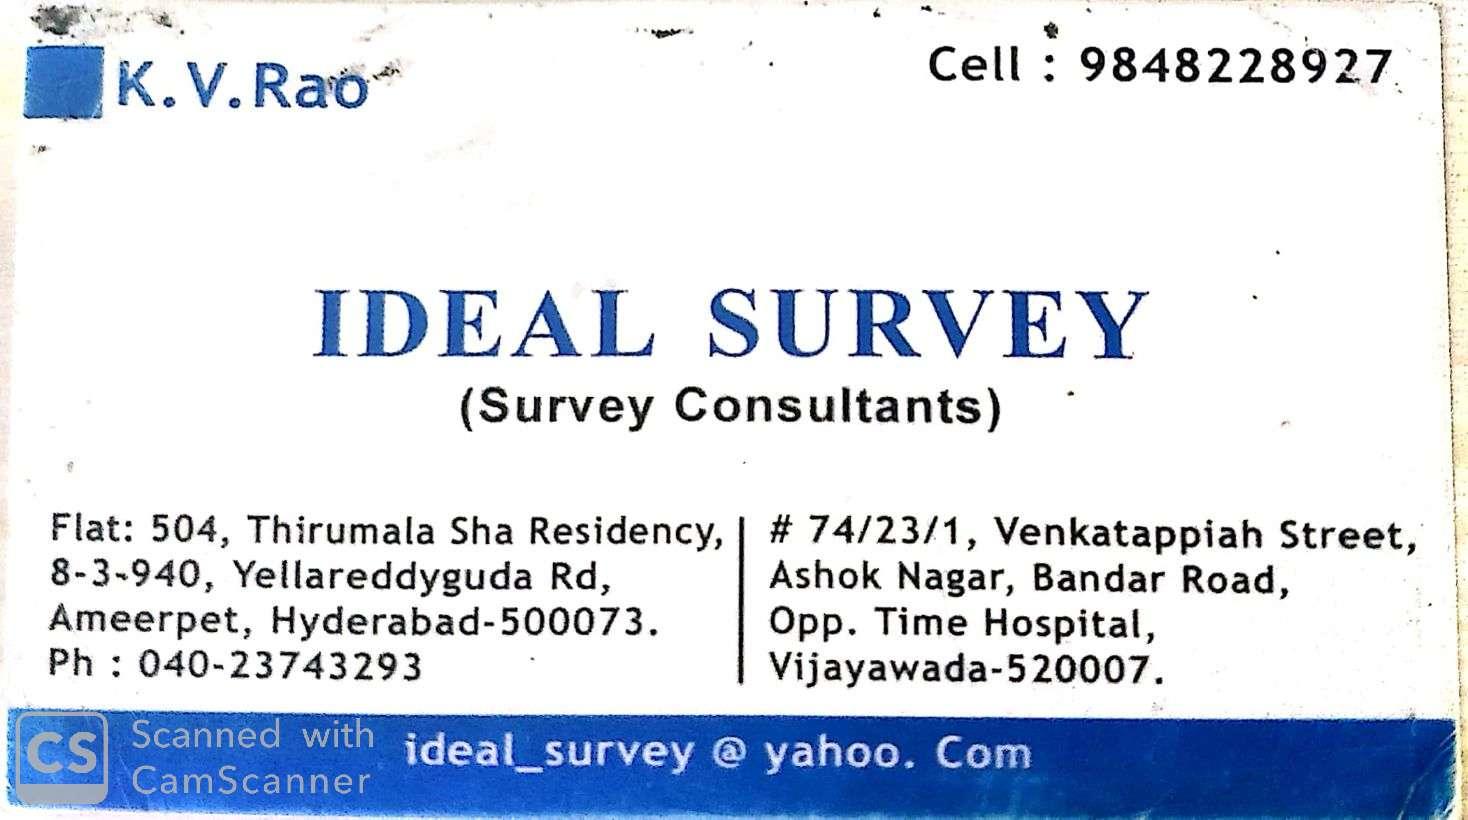 K.V.Rao
Cell : 9848228927
IDEAL SURVEY
(Survey Consultants)
Flat: 504, Thirumala Sha Residency,
8-3-940, Yellareddyguda Rd,
Ameerpet, Hyderabad-500073.
Ph : 040-23743293
# 74/23/1, Venkatappiah Street,
Ashok Nagar, Bandar Road,
Opp. Time Hospital,
Vijayawada-520007.
ideal_survey @ yahoo. Com
CS
Scanned with
CamScanner